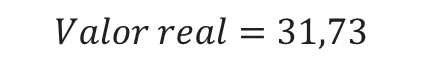 Valor real = 31,73